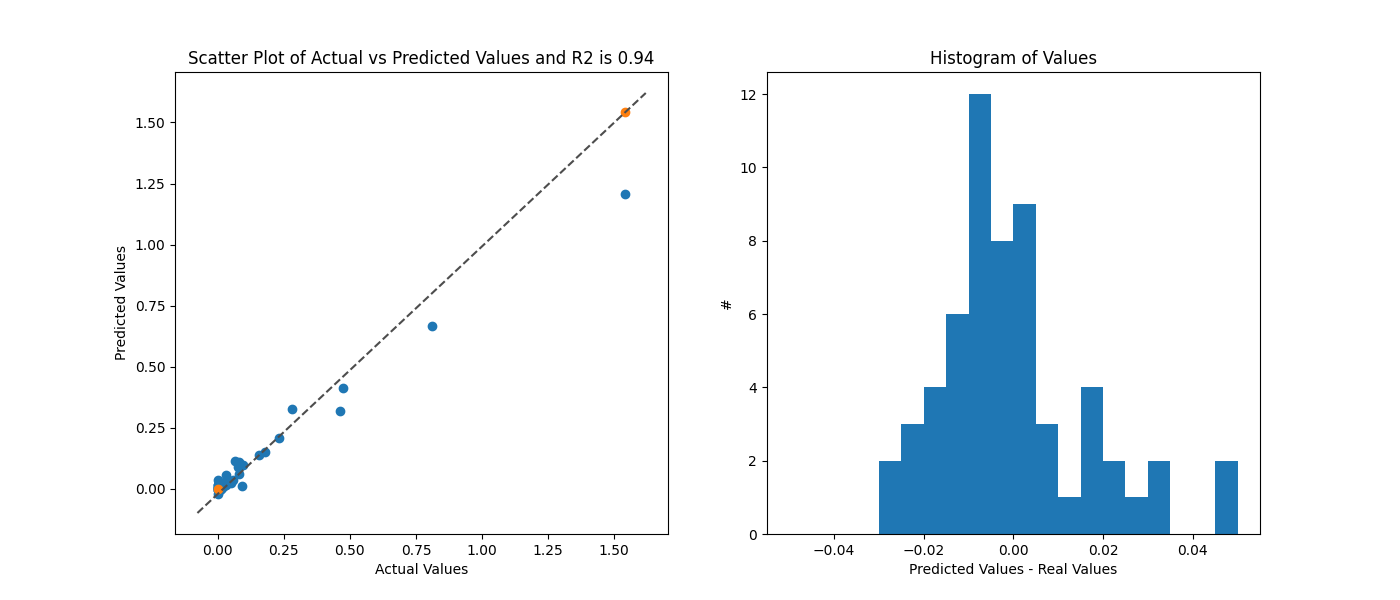 Scatter Plot of Actual vs Predicted Values and R2 is 0.94
Predicted Values
1.50
1.25
1.00
0.75
0.50
0.25
0.00
0.00 0.25 0.50 0.75 1.00 1.25 1.50
Actual Values
Histogram of Values
#
12
10
8
6
4
2
0
−0.04 −0.02 0.00 0.02 0.04
Predicted Values - Real Values